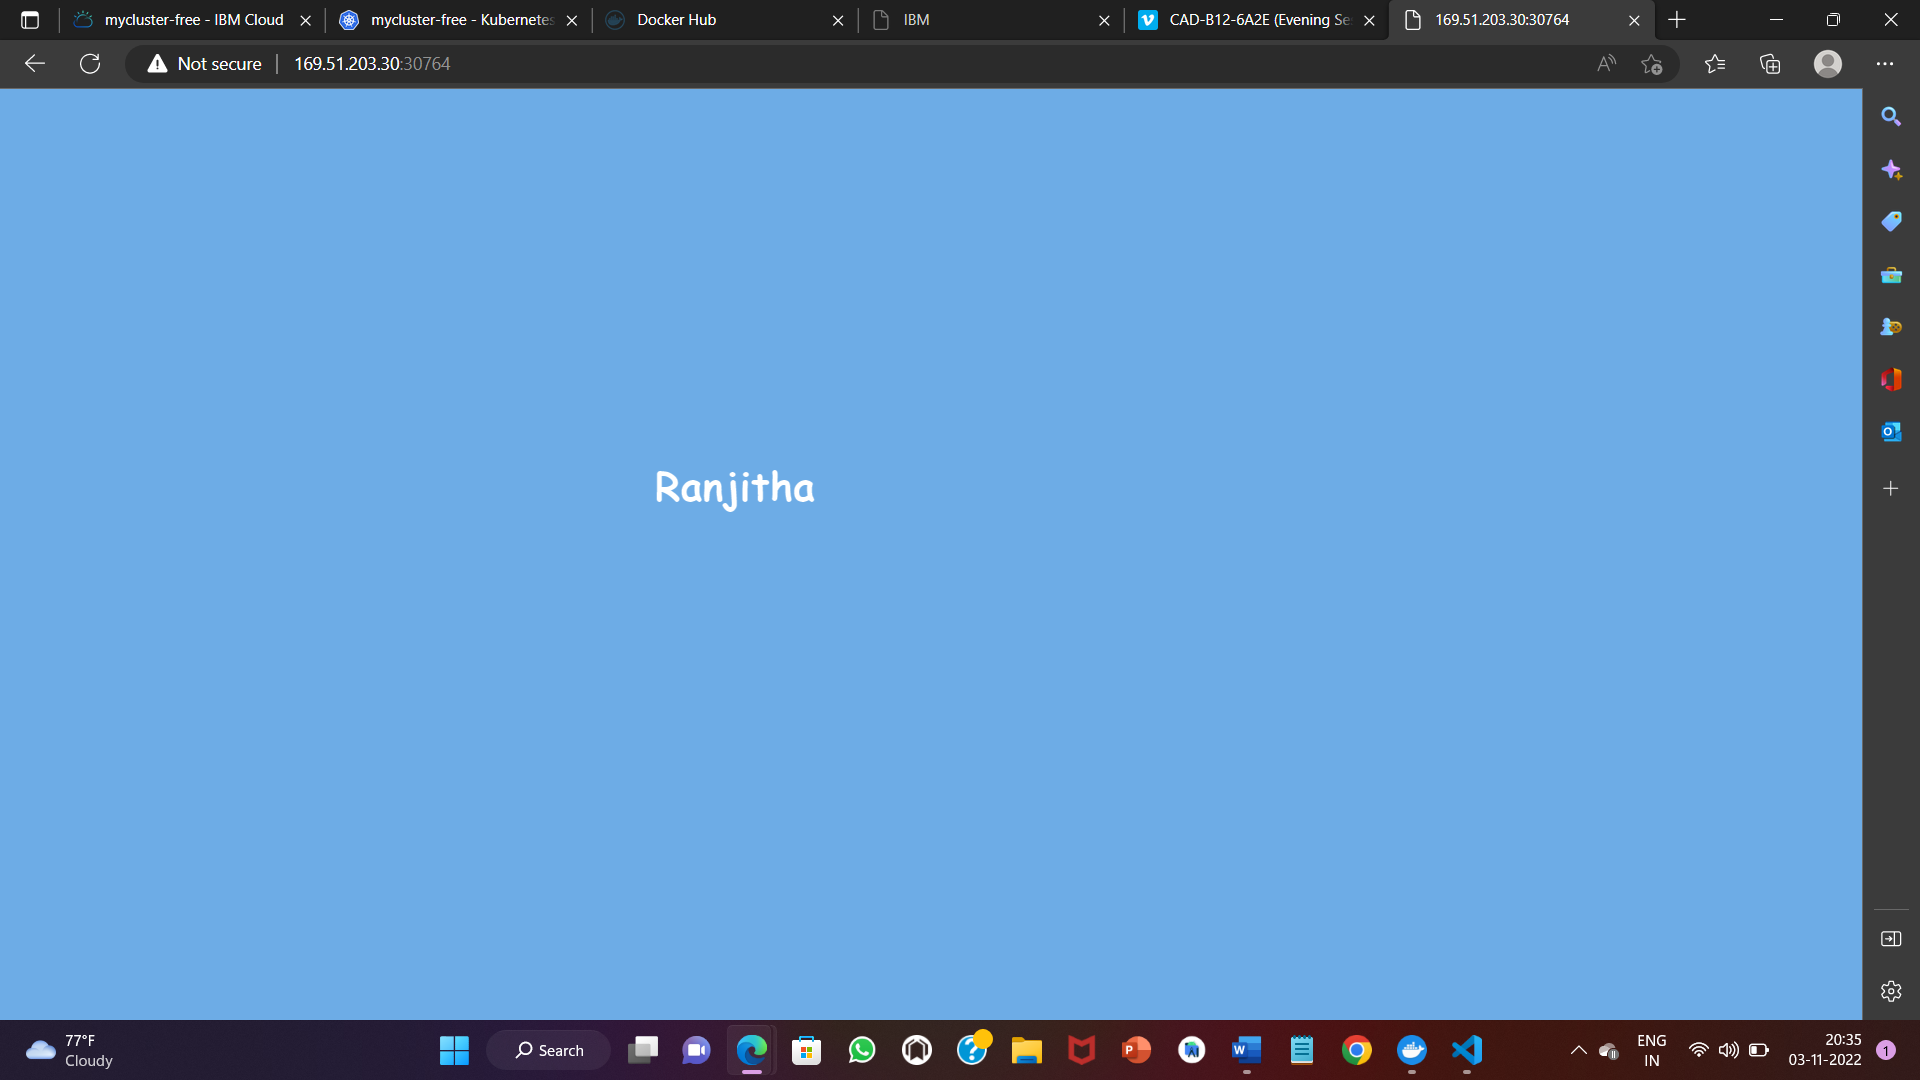 mycluster-free - IBM Cloud
mycluster-free - Kubernetes
Docker Hub
IBM
CAD-B12-6A2E (Evening Se
169.51.203.30:30764
Not secure
169.51.203.30:30764
Ranjitha
77°F
Cloudy
Search
ENG
IN
20:35
03-11-2022
1